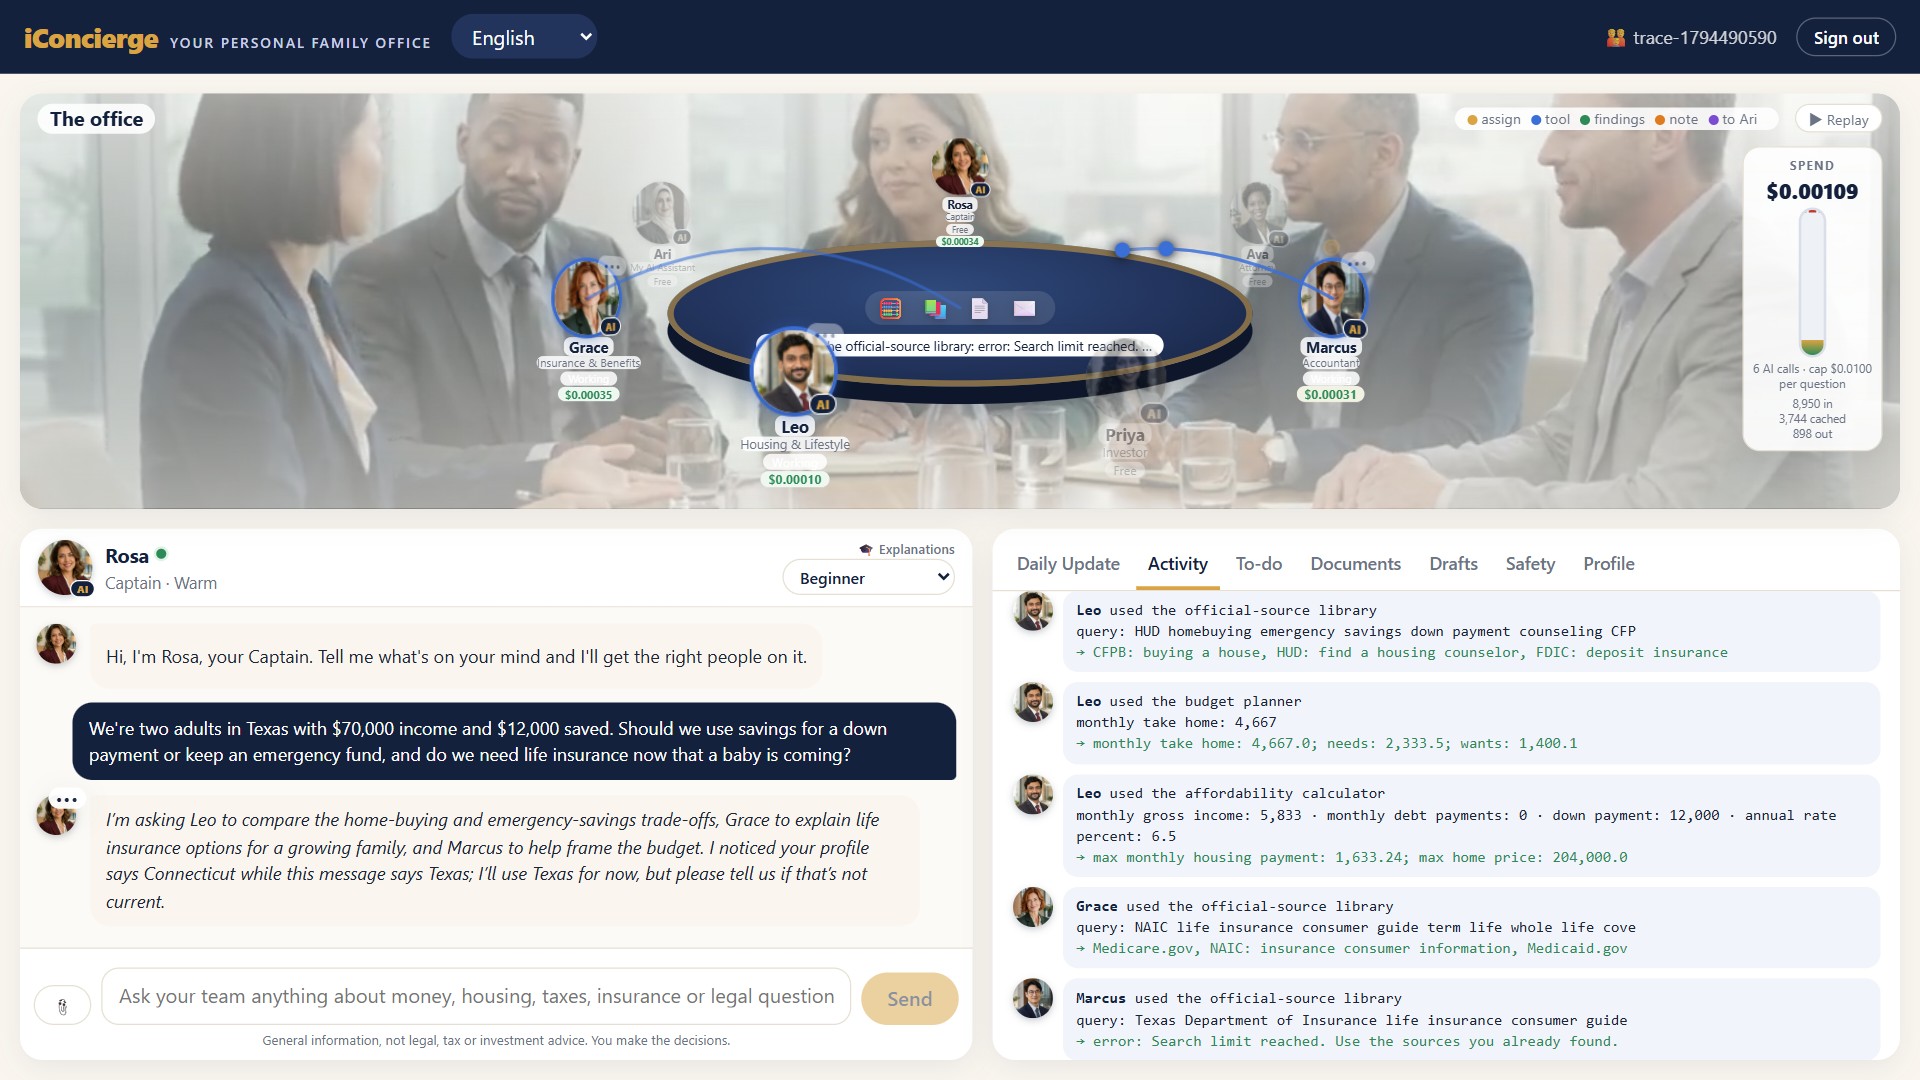 iConcierge YOUR PERSONAL FAMILY OFFICE
English
trace-1794490590
Sign out
The office
assign tool findings note to Ari
Replay
SPEND
$0.00109
6 AI calls · cap $0.0100
per question
8,950 in
3,744 cached
898 out
AI
Rosa
Captain
Free
$0.00034
AI
Ari
My AI Assistant
Free
AI
Ava
Free
AI
Grace
Insurance & Benefits
Working
$0.00035
AI
Marcus
Accountant
Working
$0.00031
he official-source library: error: Search limit reached. ...
AI
Leo
Housing & Lifestyle
$0.00010
AI
Priya
Investor
Free
AI
Rosa
Captain · Warm
Explanations
Beginner
Hi, I'm Rosa, your Captain. Tell me what's on your mind and I'll get the right people on it.
We're two adults in Texas with $70,000 income and $12,000 saved. Should we use savings for a down
payment or keep an emergency fund, and do we need life insurance now that a baby is coming?
I'm asking Leo to compare the home-buying and emergency-savings trade-offs, Grace to explain life
insurance options for a growing family, and Marcus to help frame the budget. I noticed your profile
says Connecticut while this message says Texas; I'll use Texas for now, but please tell us if that's not
current.
Ask your team anything about money, housing, taxes, insurance or legal question
Send
General information, not legal, tax or investment advice. You make the decisions.
Daily Update Activity To-do Documents Drafts Safety Profile
Leo used the official-source library
query: HUD homebuying emergency savings down payment counseling CFP
→ CFPB: buying a house, HUD: find a housing counselor, FDIC: deposit insurance
Leo used the budget planner
monthly take home: 4,667
→ monthly take home: 4,667.0; needs: 2,333.5; wants: 1,400.1
Leo used the affordability calculator
monthly gross income: 5,833 · monthly debt payments: 0 · down payment: 12,000 · annual rate
percent: 6.5
→ max monthly housing payment: 1,633.24; max home price: 204,000.0
Grace used the official-source library
query: NAIC life insurance consumer guide term life whole life cove
→ Medicare.gov, NAIC: insurance consumer information, Medicaid.gov
Marcus used the official-source library
query: Texas Department of Insurance life insurance consumer guide
→ error: Search limit reached. Use the sources you already found.